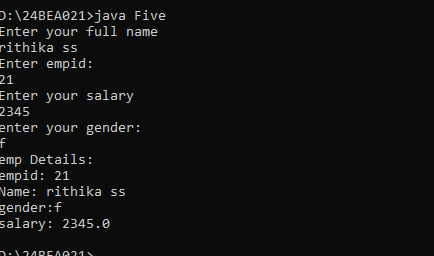 D:\24BEA021>java Five
Enter your full name
rithika ss
Enter empid:
21
Enter your salary
2345
enter your gender:
f
emp Details:
empid: 21
Name: rithika ss
gender:f
salary: 2345.0
D:\24BEA021>